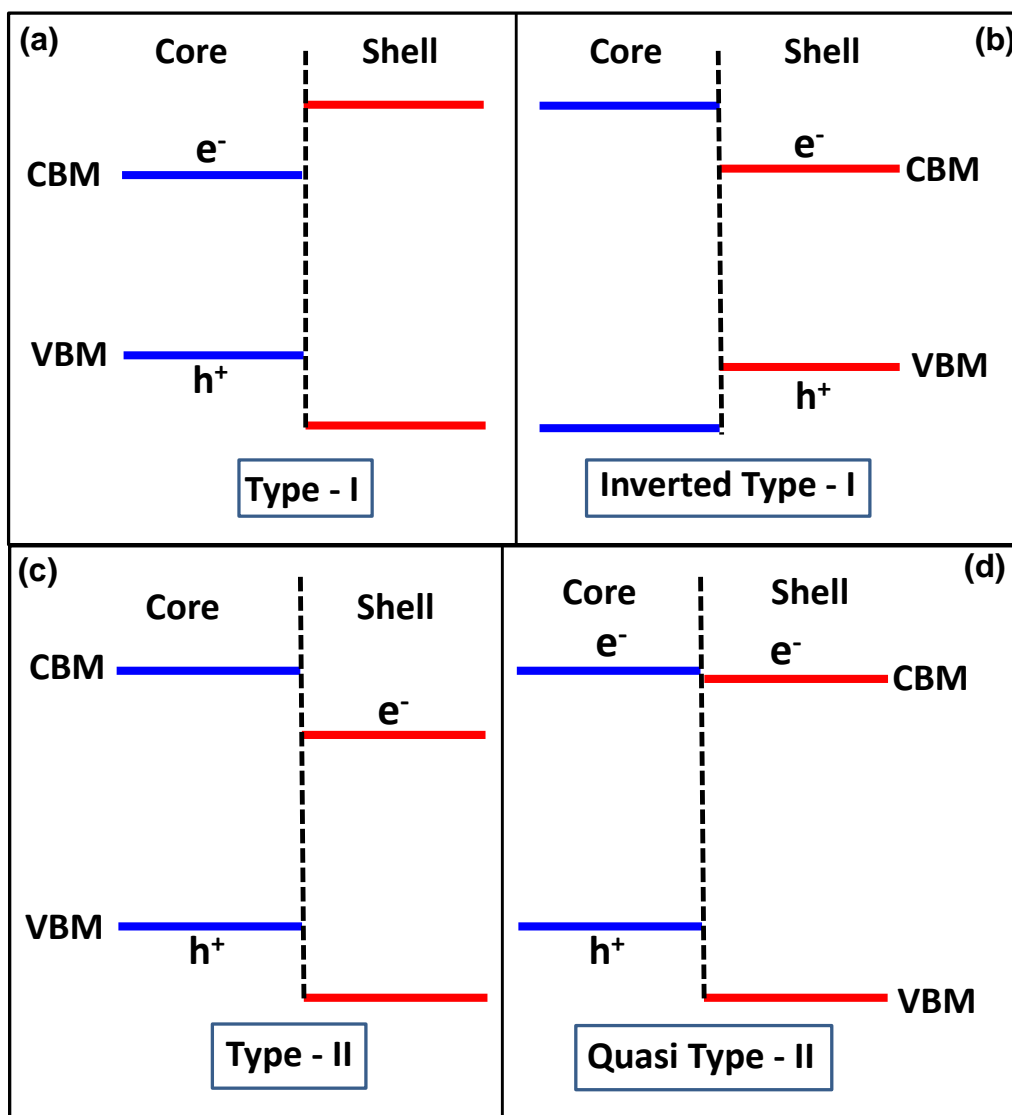 (a)
Core Shell
e⁻
CBM
VBM
h⁺
Type - I
(b)
Core Shell
e⁻
CBM
VBM
h⁺
Inverted Type - I
(c)
Core Shell
CBM
e⁻
VBM
h⁺
Type - II
(d)
Core Shell
e⁻ e⁻
CBM
h⁺
VBM
Quasi Type - II